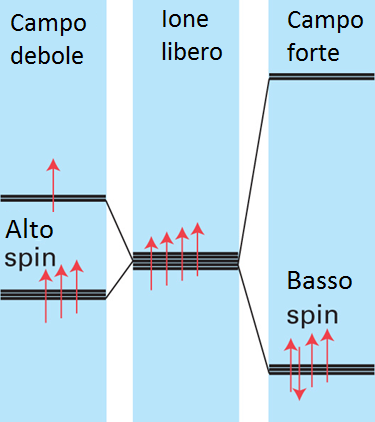 Campo
debole
Ione
libero
Campo
forte
Alto
spin
Basso
spin